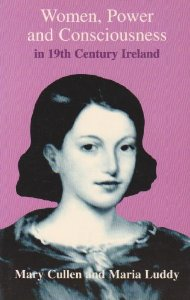 Women, Power
and Consciousness
in 19th Century Ireland
Mary Cullen and Maria Luddy